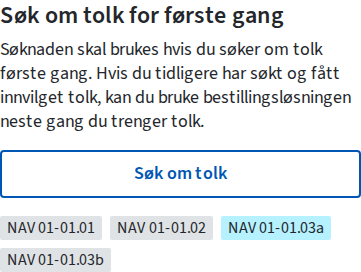 Søk om tolk for første gang
Søknaden skal brukes hvis du søker om tolk
første gang. Hvis du tidligere har søkt og fått
innvilget tolk, kan du bruke bestillingsløsningen
neste gang du trenger tolk.
Søk om tolk
NAV 01-01.01 NAV 01-01.02 NAV 01-01.03a
NAV 01-01.03b